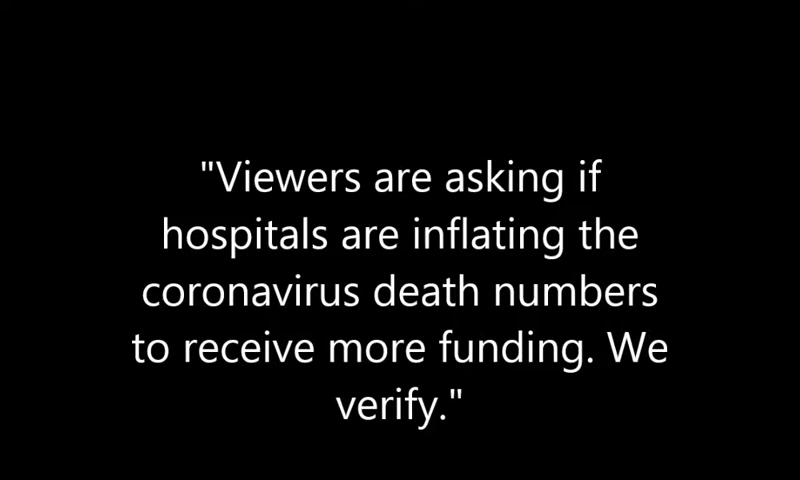 "Viewers are asking if
hospitals are inflating the
coronavirus death numbers
to receive more funding. We
verify."